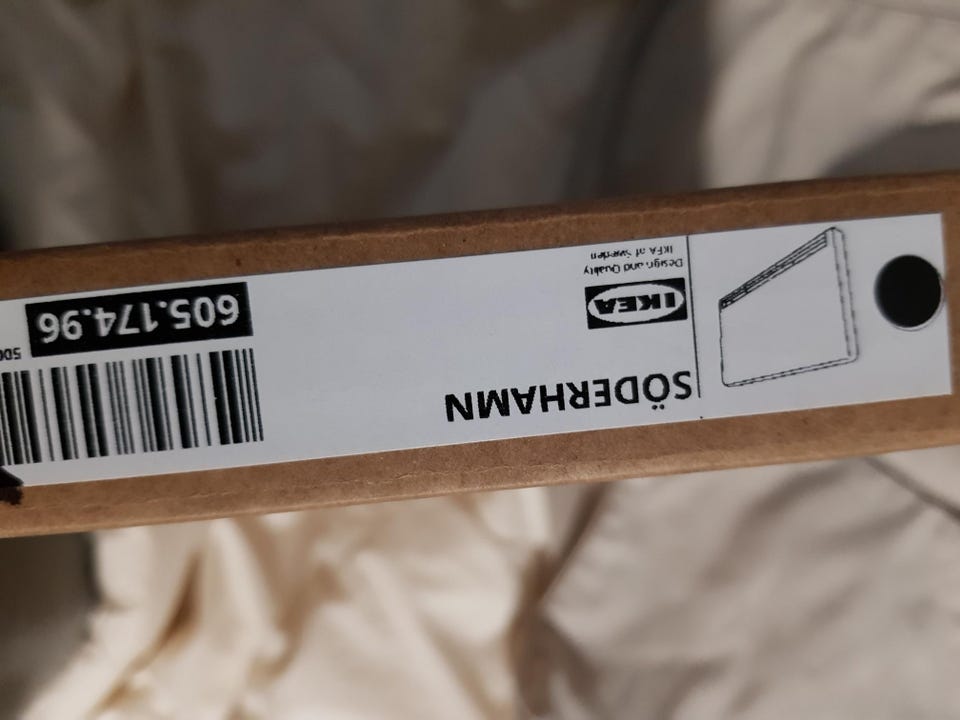 SÖDERHAMN
IKEA
Design and Quality
IKEA of Sweden
605.174.96